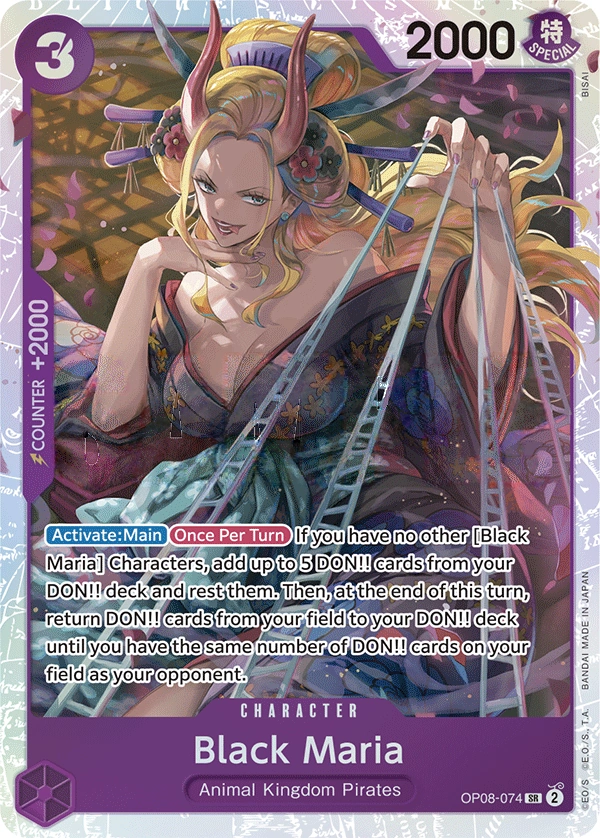 3
2000
特
SPECIAL
BISAI
COUNTER +2000
Activate:Main Once Per Turn If you have no other [Black
Maria] Characters, add up to 5 DON!! cards from your
DON!! deck and rest them. Then, at the end of this turn,
return DON!! cards from your field to your DON!! deck
until you have the same number of DON!! cards on your
field as your opponent.
CHARACTER
Black Maria
Animal Kingdom Pirates
OP08-074 SR 2
©EO/S ©E.O./S., T.A. BANDAI MADE IN JAPAN